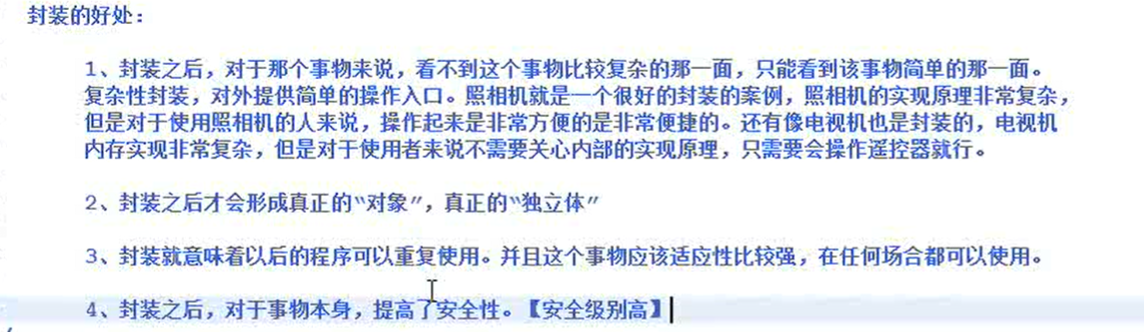 封装的好处：
1、封装之后，对于那个事物来说，看不到这个事物比较复杂的那一面，只能看到该事物简单的那一面。
复杂性封装，对外提供简单的操作入口。照相机就是一个很好的封装的案例，照相机的实现原理非常复杂，
但是对于使用照相机的人来说，操作起来是非常方便的是非常便捷的。还有像电视机也是封装的，电视机
内存实现非常复杂，但是对于使用者来说不需要关心内部的实现原理，只需要会操作遥控器就行。
2、封装之后才会形成真正的“对象”，真正的“独立体”
3、封装就意味着以后的程序可以重复使用。并且这个事物应该适应性比较强，在任何场合都可以使用。
4、封装之后，对于事物本身，提高了安全性。【安全级别高】